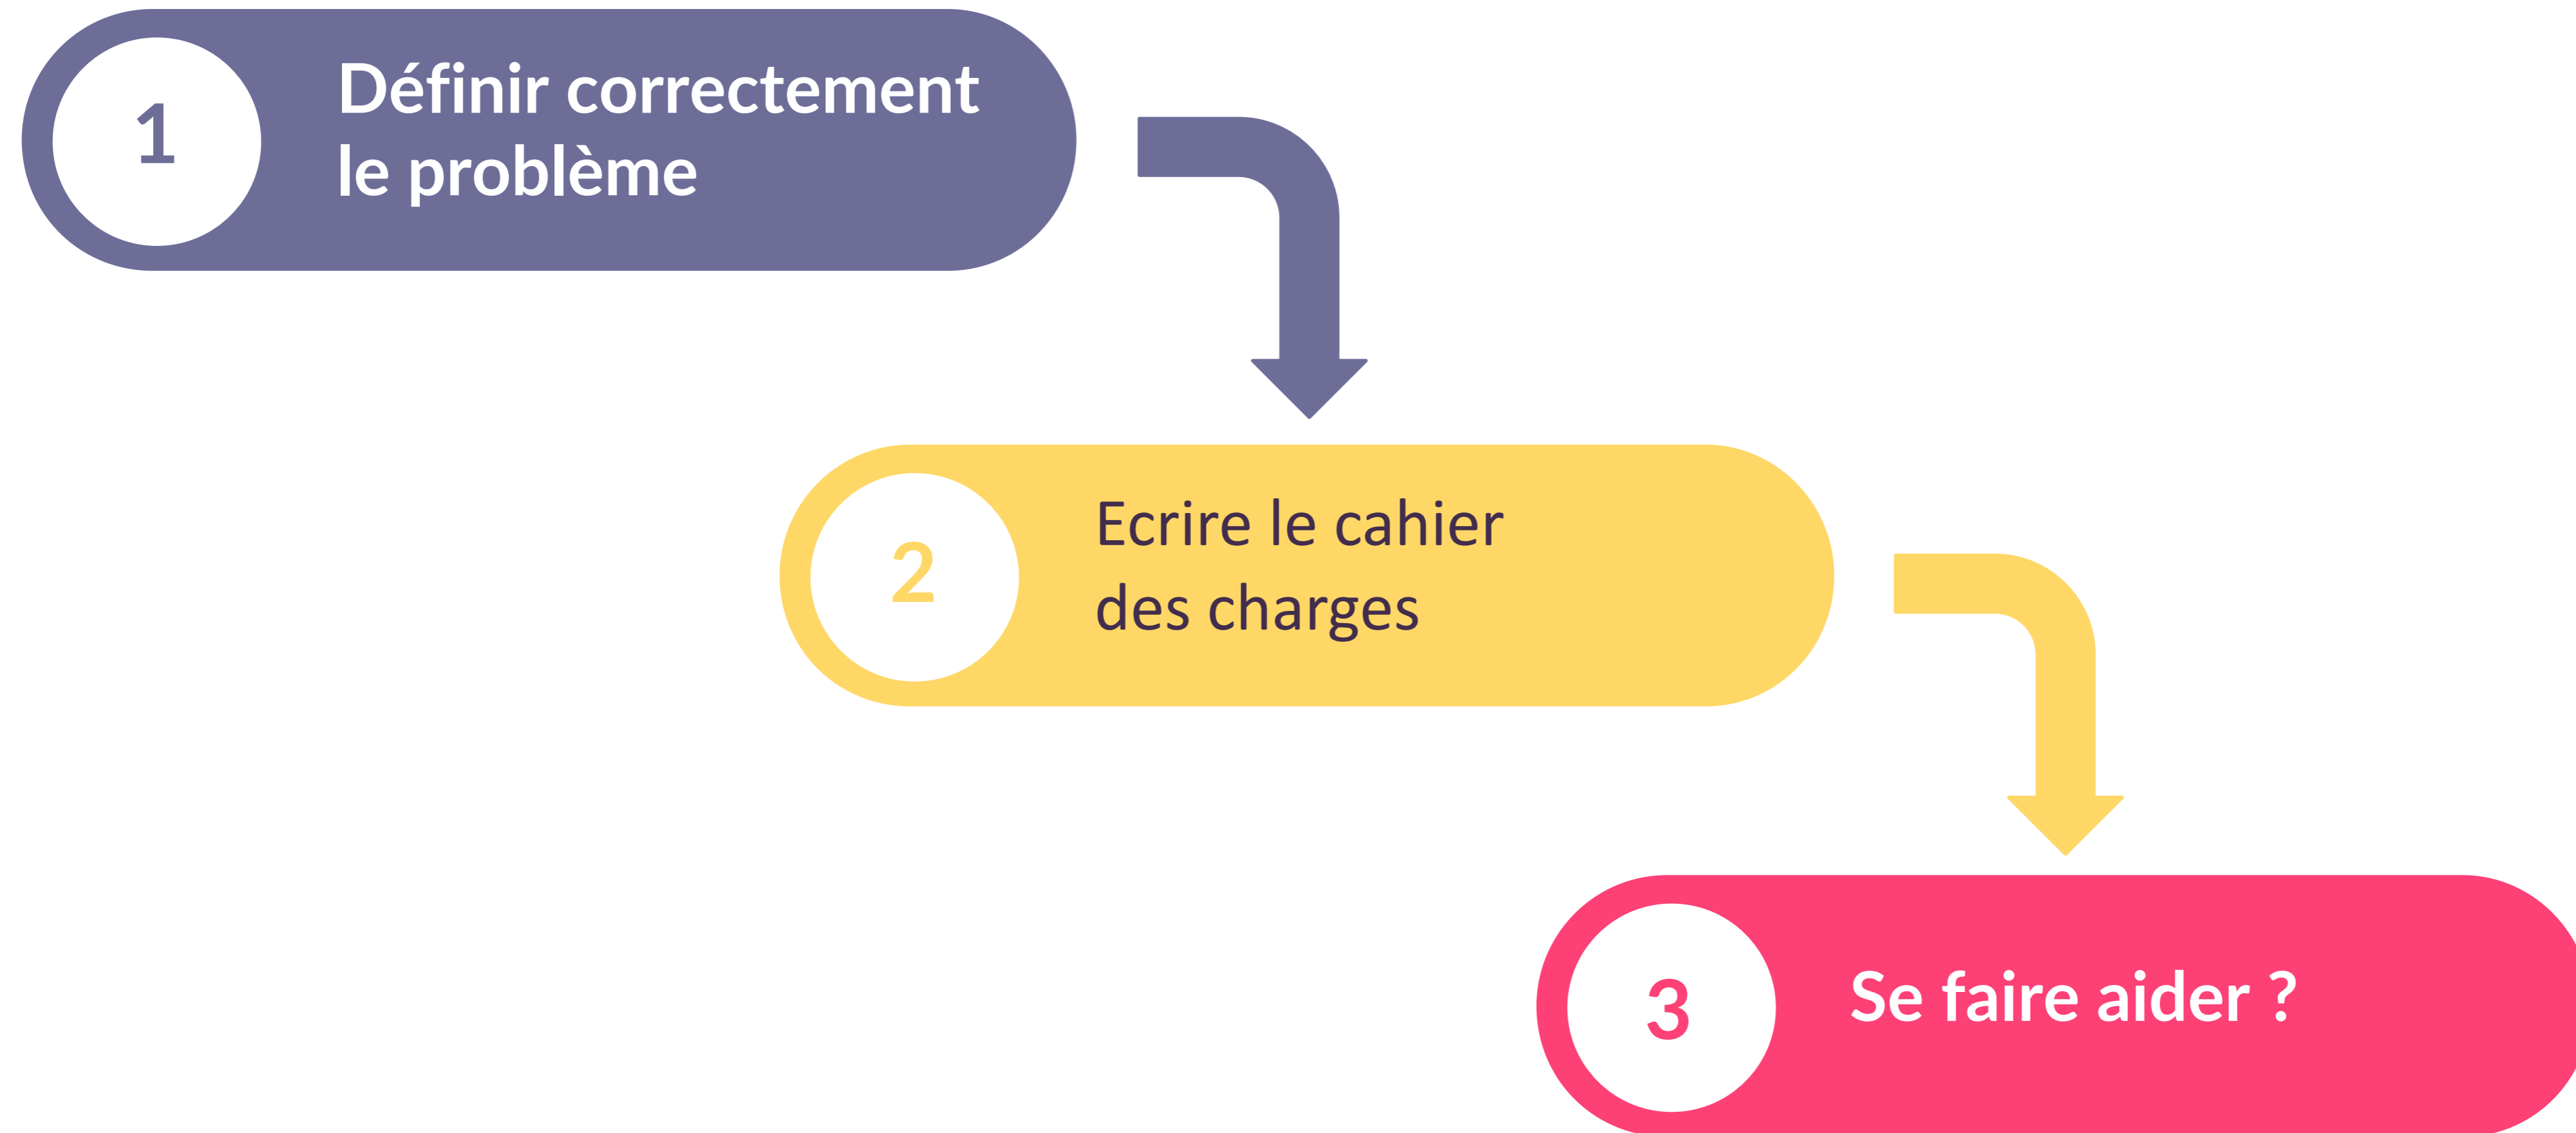 1
Définir correctement
le problème
2
Ecrire le cahier
des charges
3
Se faire aider ?